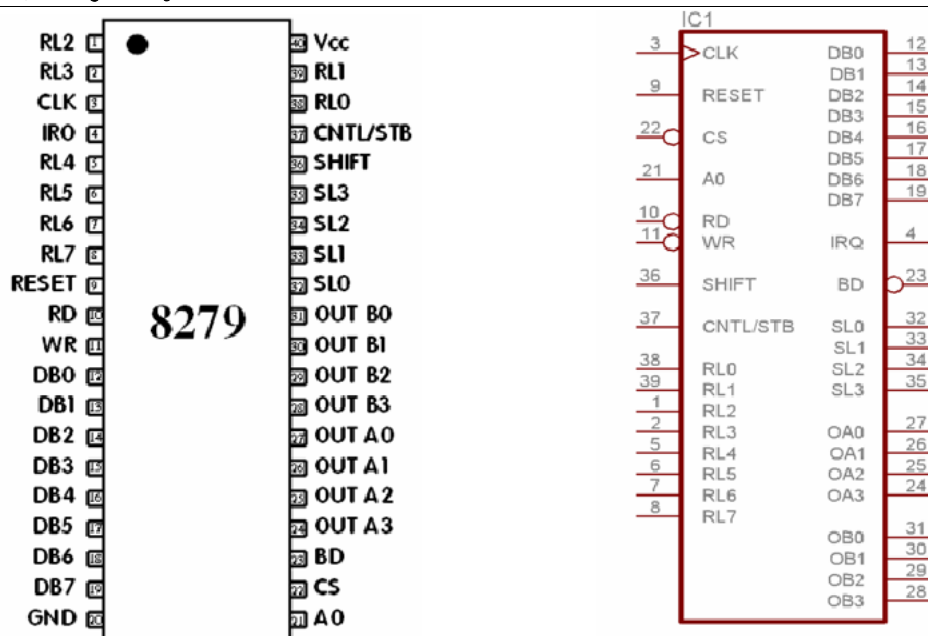 RL2 1
RL3 2
CLK 3
IRQ 4
RL4 5
RL5 6
RL6 7
RL7 8
RESET 9
RD 10
WR 11
DB0 12
DB1 13
DB2 14
DB3 15
DB4 16
DB5 17
DB6 18
DB7 19
GND 20
8279
40 Vcc
39 RL1
38 RL0
37 CNTL/STB
36 SHIFT
35 SL3
34 SL2
33 SL1
32 SL0
31 OUT B0
30 OUT B1
29 OUT B2
28 OUT B3
27 OUT A0
26 OUT A1
25 OUT A2
24 OUT A3
23 BD
22 CS
21 A0
IC1
3 CLK
9 RESET
22 CS
21 A0
10 RD
11 WR
36 SHIFT
37 CNTL/STB
38 RL0
39 RL1
1 RL2
2 RL3
5 RL4
6 RL5
7 RL6
8 RL7
DB0 12
DB1 13
DB2 14
DB3 15
DB4 16
DB5 17
DB6 18
DB7 19
IRQ 4
BD 23
SL0 32
SL1 33
SL2 34
SL3 35
OA0 27
OA1 26
OA2 25
OA3 24
OB0 31
OB1 30
OB2 29
OB3 28